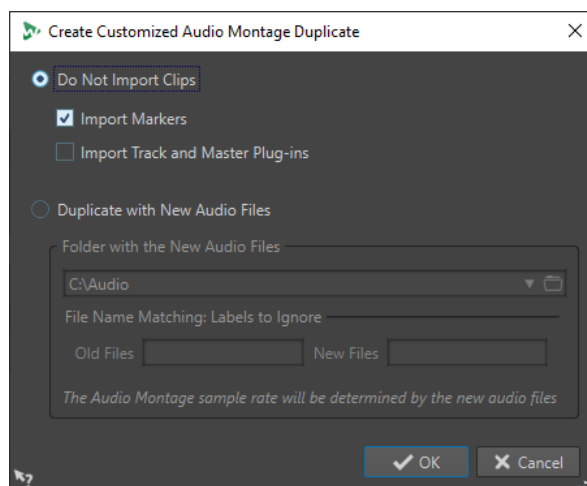 Create Customized Audio Montage Duplicate
Do Not Import Clips
Import Markers
Import Track and Master Plug-ins
Duplicate with New Audio Files
Folder with the New Audio Files
C:\Audio
File Name Matching: Labels to Ignore
Old Files New Files
The Audio Montage sample rate will be determined by the new audio files
OK Cancel
?